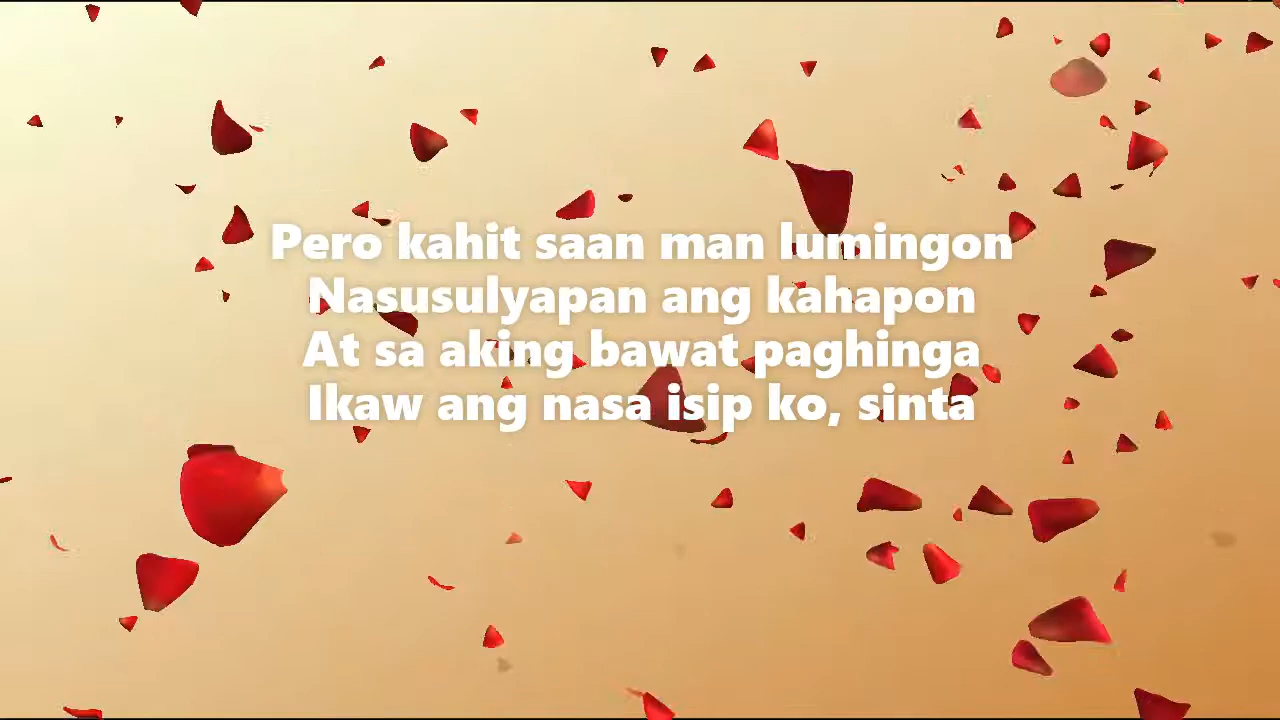 Pero kahit saan man lumingon
Nasusulyapan ang kahapon
At sa aking bawat paghinga
Ikaw ang nasa isip ko, sinta